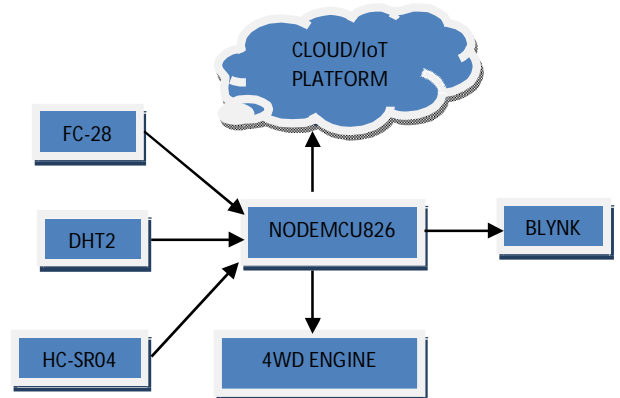 CLOUD/IoT
PLATFORM
FC-28
DHT2
NODEMCU826
BLYNK
HC-SR04
4WD ENGINE